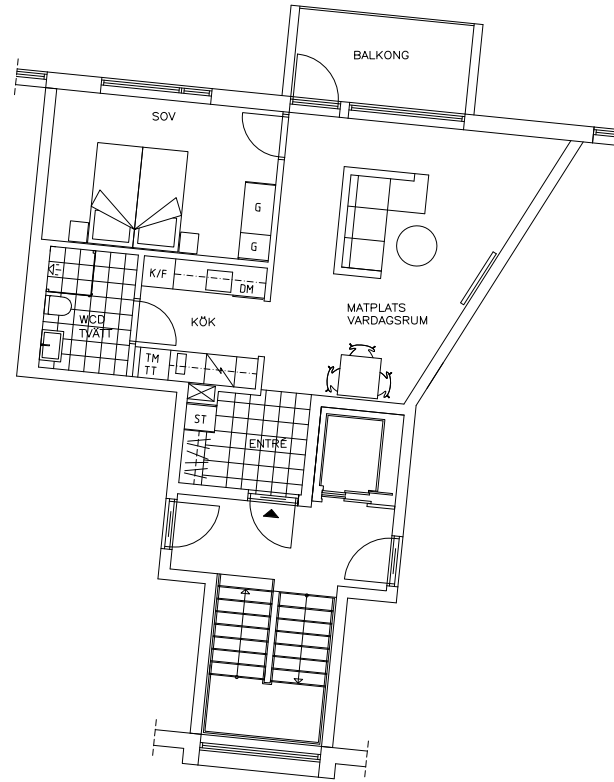 BALKONG
SOV
G
G
K/F
DM
KÖK
WCD
TVÄTT
MATPLATS
VARDAGSRUM
TM
TT
ST
ENTRÉ